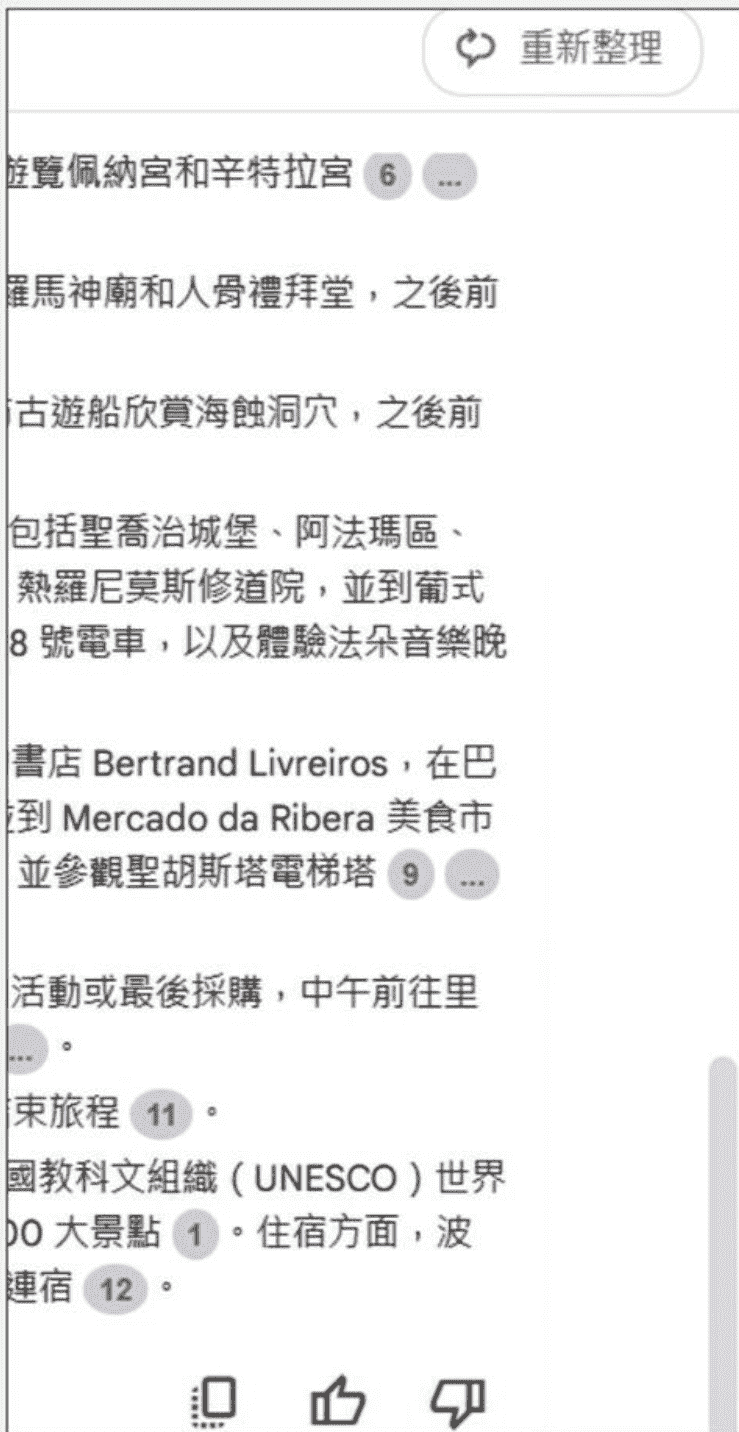 重新整理
遊覽佩納宮和辛特拉宮 6 ...
羅馬神廟和人骨禮拜堂，之後前
古遊船欣賞海蝕洞穴，之後前
包括聖喬治城堡、阿法瑪區、
熱羅尼莫斯修道院，並到葡式
8 號電車，以及體驗法朵音樂晚
書店 Bertrand Livreiros，在巴
到 Mercado da Ribera 美食市
並參觀聖胡斯塔電梯塔 9 ...
活動或最後採購，中午前往里
... 。
束旅程 11 。
國教科文組織（UNESCO）世界
00 大景點 1 。住宿方面，波
連宿 12 。